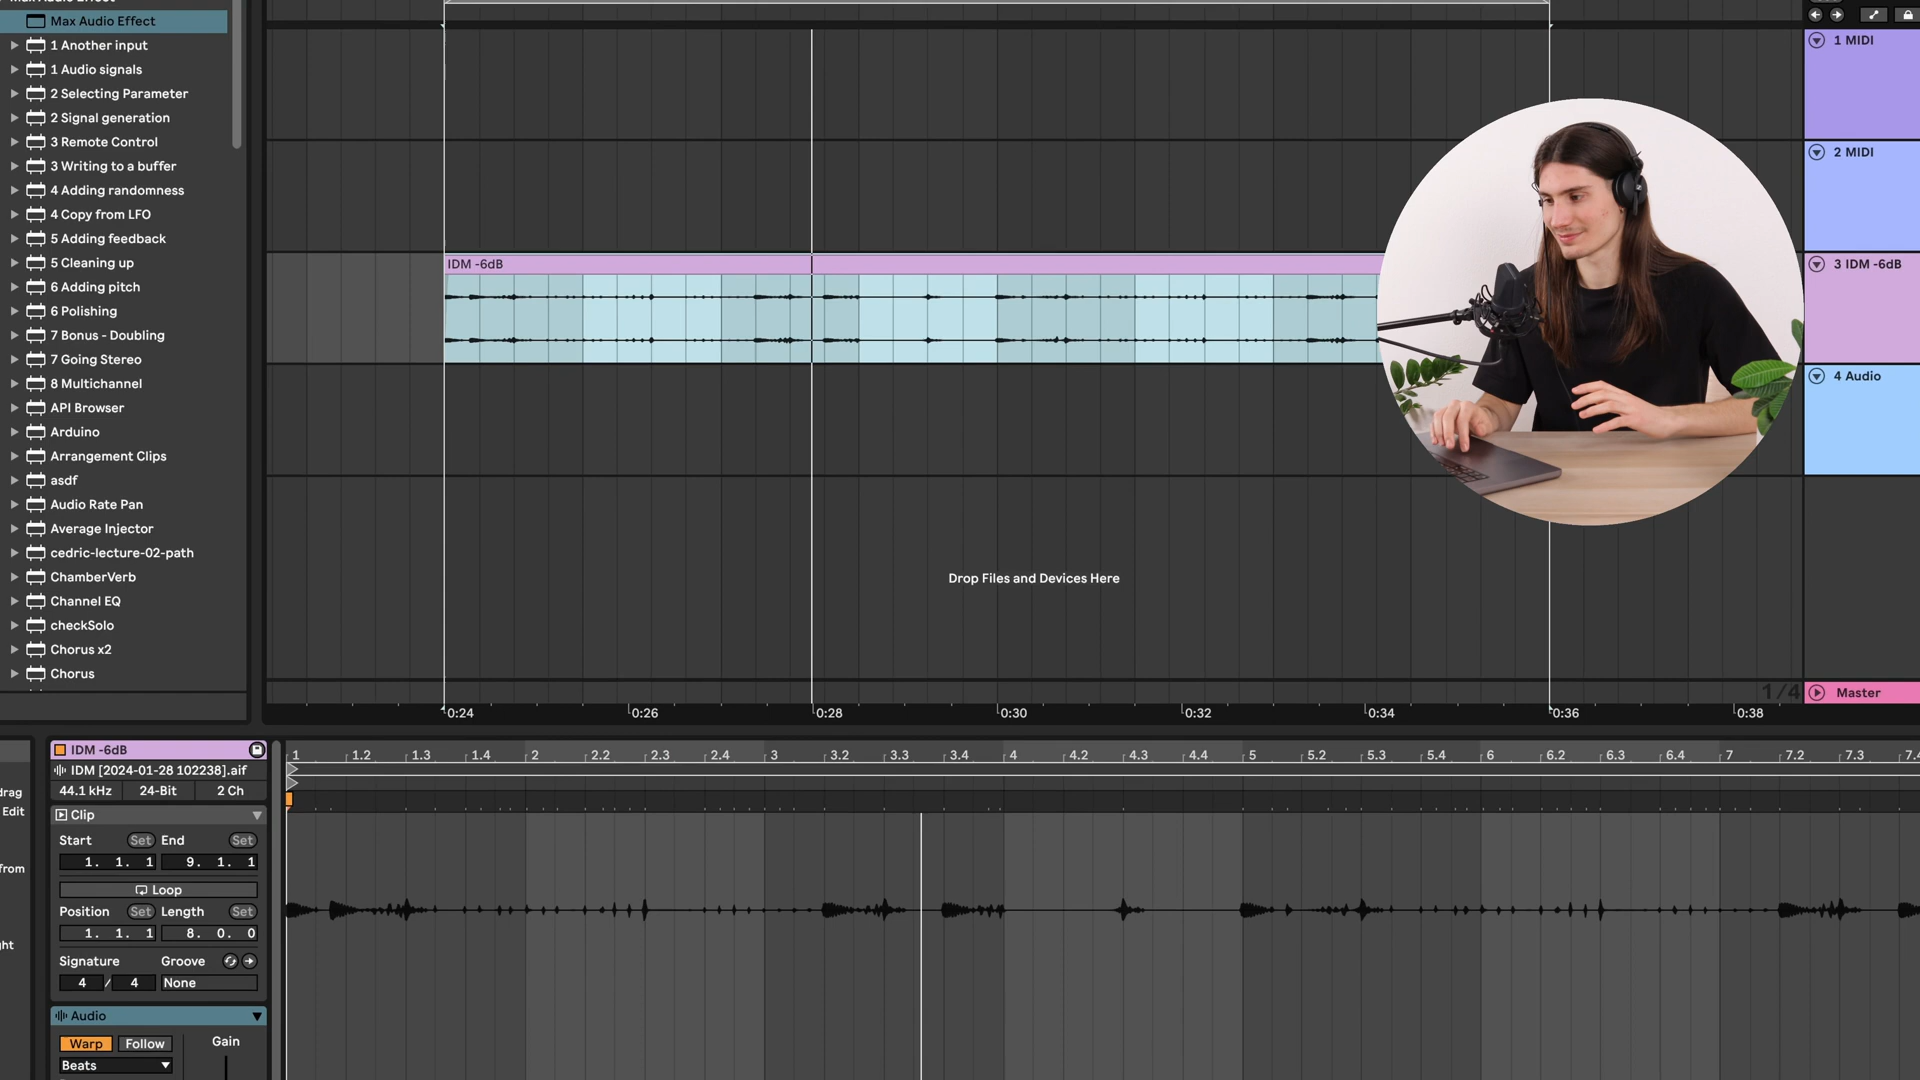 Max Audio Effect
1 Another input
1 Audio signals
2 Selecting Parameter
2 Signal generation
3 Remote Control
3 Writing to a buffer
4 Adding randomness
4 Copy from LFO
5 Adding feedback
5 Cleaning up
6 Adding pitch
6 Polishing
7 Bonus - Doubling
7 Going Stereo
8 Multichannel
API Browser
Arduino
Arrangement Clips
asdf
Audio Rate Pan
Average Injector
cedric-lecture-02-path
ChamberVerb
Channel EQ
checkSolo
Chorus x2
Chorus
IDM -6dB
Drop Files and Devices Here
1 MIDI
2 MIDI
3 IDM -6dB
4 Audio
1/4
Master
0:24 0:26 0:28 0:30 0:32 0:34 0:36 0:38
drag
Edit
from
IDM -6dB
IDM [2024-01-28 102238].aif
44.1 kHz 24-Bit 2 Ch
Clip
Start Set End Set
1. 1. 1 9. 1. 1
Loop
Position Set Length Set
1. 1. 1 8. 0. 0
Signature Groove
4 / 4 None
Audio
Warp Follow Gain
Beats
1 1.2 1.3 1.4 2 2.2 2.3 2.4 3 3.2 3.3 3.4 4 4.2 4.3 4.4 5 5.2 5.3 5.4 6 6.2 6.3 6.4 7 7.2 7.3 7.4